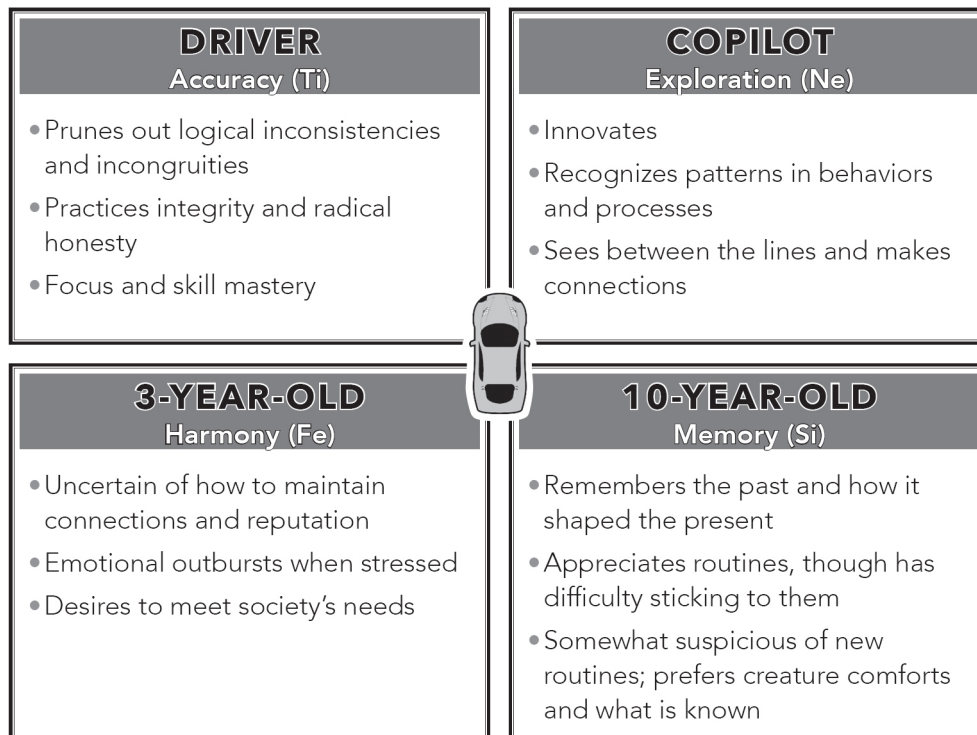 DRIVER
Accuracy (Ti)
• Prunes out logical inconsistencies
and incongruities
• Practices integrity and radical
honesty
• Focus and skill mastery
COPILOT
Exploration (Ne)
• Innovates
• Recognizes patterns in behaviors
and processes
• Sees between the lines and makes
connections
3-YEAR-OLD
Harmony (Fe)
• Uncertain of how to maintain
connections and reputation
• Emotional outbursts when stressed
• Desires to meet society’s needs
10-YEAR-OLD
Memory (Si)
• Remembers the past and how it
shaped the present
• Appreciates routines, though has
difficulty sticking to them
• Somewhat suspicious of new
routines; prefers creature comforts
and what is known